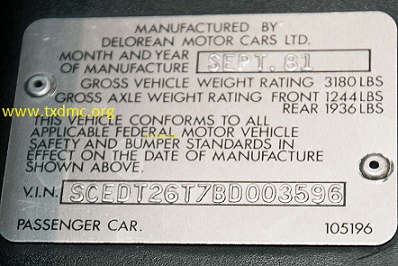 MANUFACTURED BY
DELOREAN MOTOR CARS LTD.
MONTH AND YEAR
OF MANUFACTURE SEPT. 81
GROSS VEHICLE WEIGHT RATING 3180 LBS
GROSS AXLE WEIGHT RATING FRONT 1244 LBS
REAR 1936 LBS
www.txdmc.org
THIS VEHICLE CONFORMS TO ALL
APPLICABLE FEDERAL MOTOR VEHICLE
SAFETY AND BUMPER STANDARDS IN
EFFECT ON THE DATE OF MANUFACTURE
SHOWN ABOVE.
V.I.N. SCEDT26T7BD003596
PASSENGER CAR. 105196